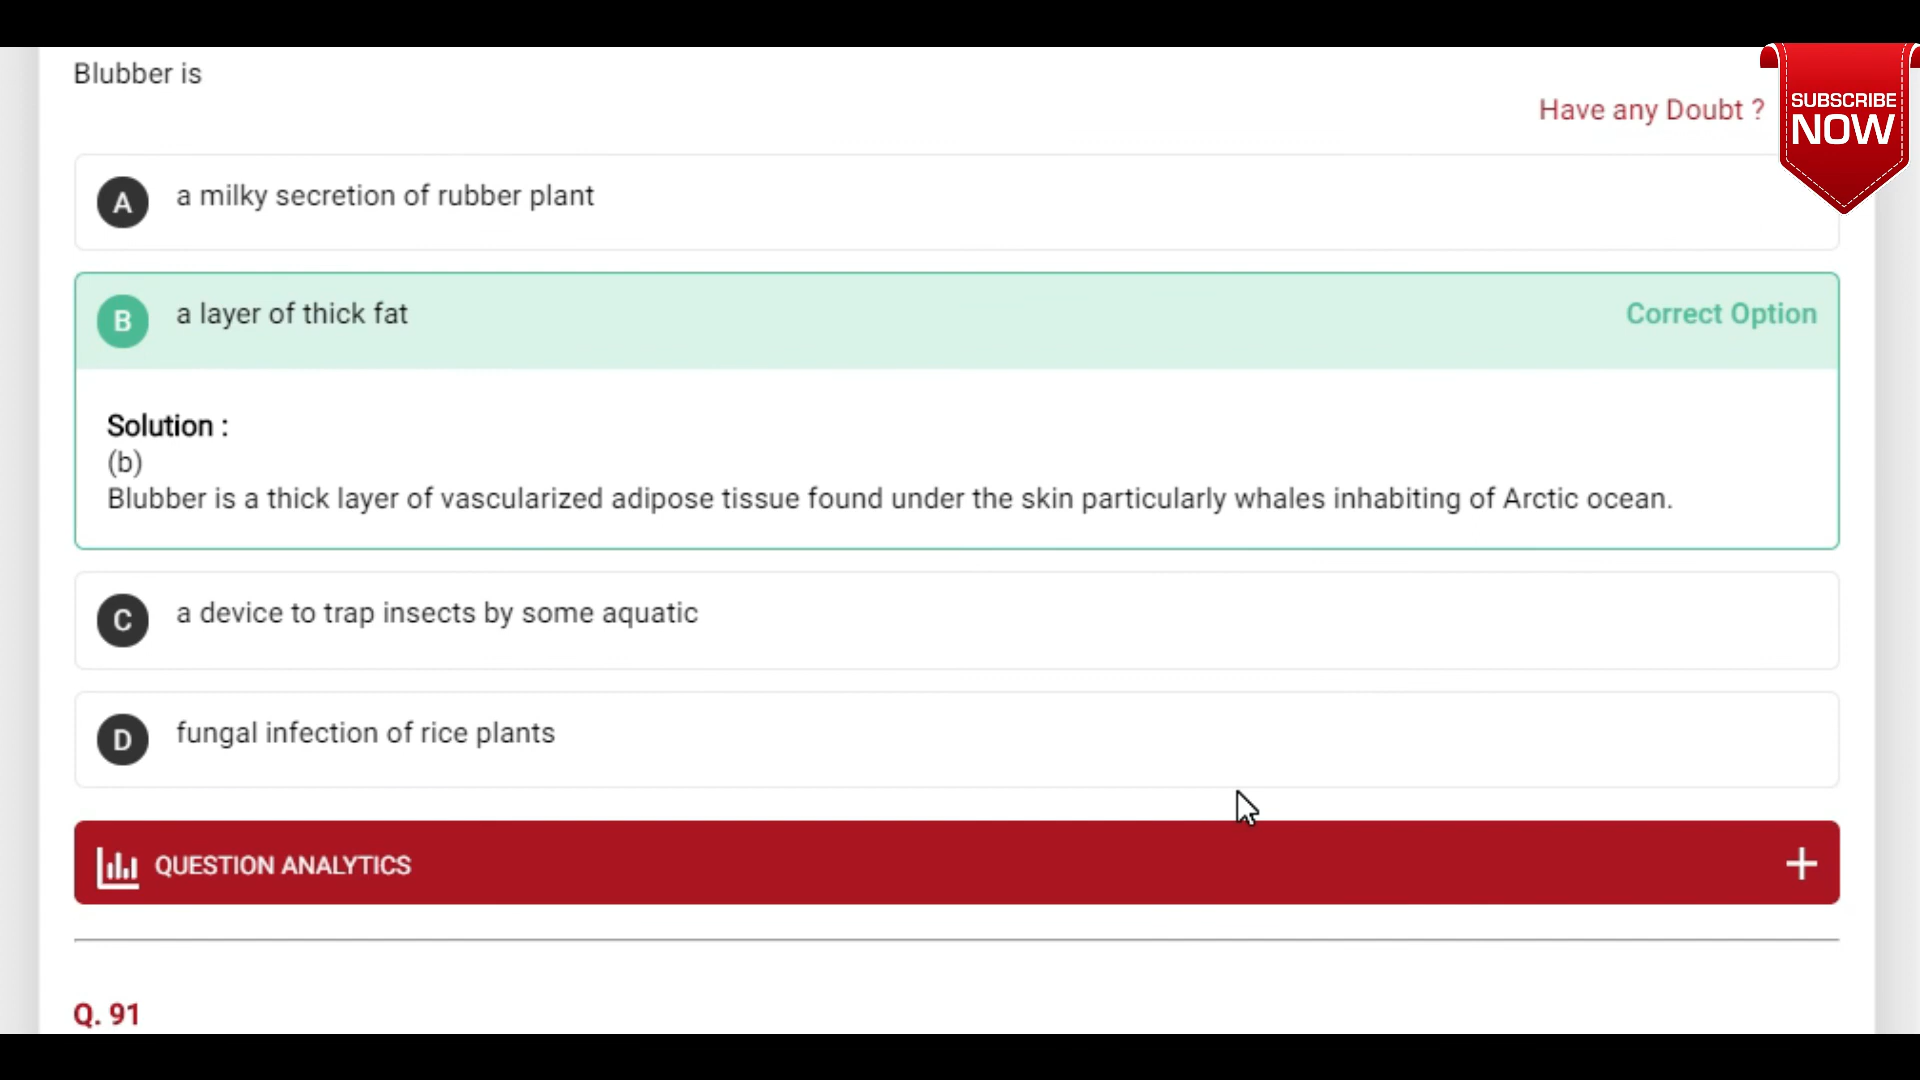 Blubber is
Have any Doubt ?
SUBSCRIBE
NOW
A a milky secretion of rubber plant
B a layer of thick fat Correct Option
Solution :
(b)
Blubber is a thick layer of vascularized adipose tissue found under the skin particularly whales inhabiting of Arctic ocean.
C a device to trap insects by some aquatic
D fungal infection of rice plants
QUESTION ANALYTICS +
Q. 91